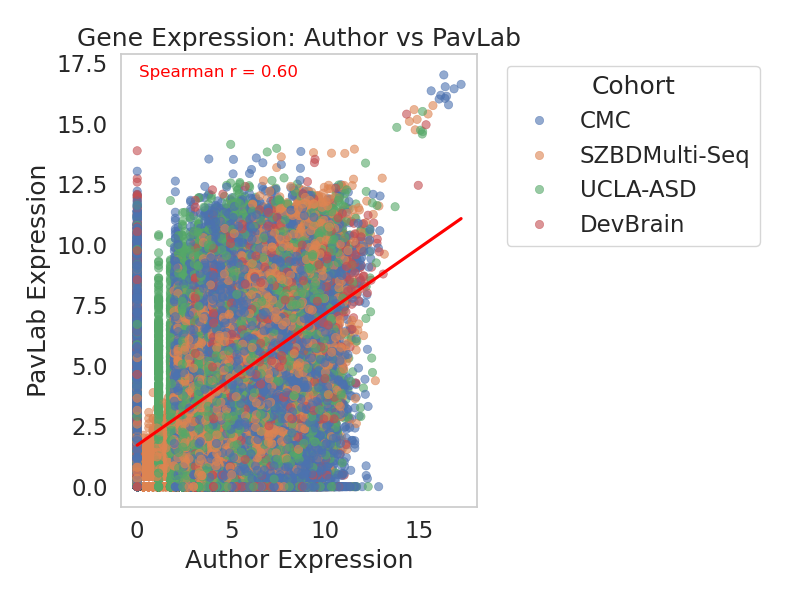 Gene Expression: Author vs PavLab
Spearman r = 0.60
17.5
15.0
12.5
10.0
7.5
5.0
2.5
0.0
PavLab Expression
0 5 10 15
Author Expression
Cohort
CMC
SZBDMulti-Seq
UCLA-ASD
DevBrain